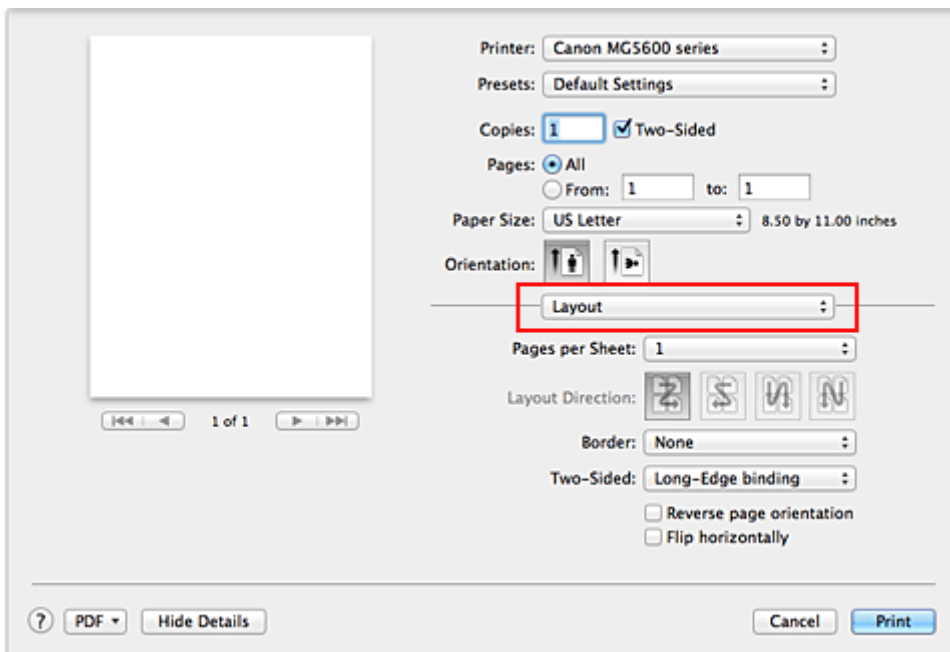 Printer: Canon MG5600 series
Presets: Default Settings
Copies: 1 Two-Sided
Pages: All
From: 1 to: 1
Paper Size: US Letter 8.50 by 11.00 inches
Orientation:
Layout
Pages per Sheet: 1
Layout Direction:
Border: None
Two-Sided: Long-Edge binding
Reverse page orientation
Flip horizontally
1 of 1
? PDF Hide Details Cancel Print